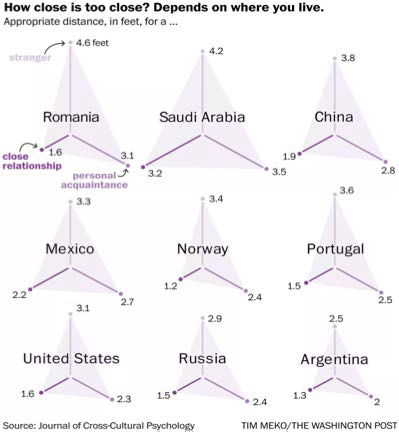 How close is too close? Depends on where you live.
Appropriate distance, in feet, for a ...
stranger
4.6 feet
Romania
close
relationship
1.6
3.1
personal
acquaintance
4.2
Saudi Arabia
3.2
3.5
3.8
China
1.9
2.8
3.3
Mexico
2.2
2.7
3.4
Norway
1.2
2.4
3.6
Portugal
1.5
2.5
3.1
United States
1.6
2.3
2.9
Russia
1.5
2.4
2.5
Argentina
1.3
2
Source: Journal of Cross-Cultural Psychology
TIM MEKO/THE WASHINGTON POST